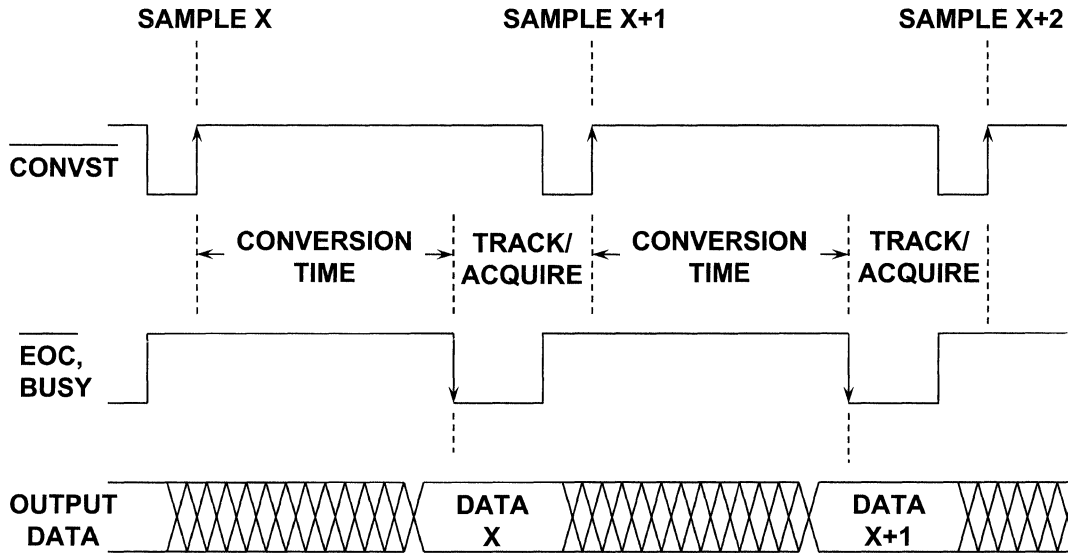 SAMPLE X
SAMPLE X+1
SAMPLE X+2
CONVST
CONVERSION
TIME
TRACK/
ACQUIRE
CONVERSION
TIME
TRACK/
ACQUIRE
EOC,
BUSY
OUTPUT
DATA
DATA
X
DATA
X+1